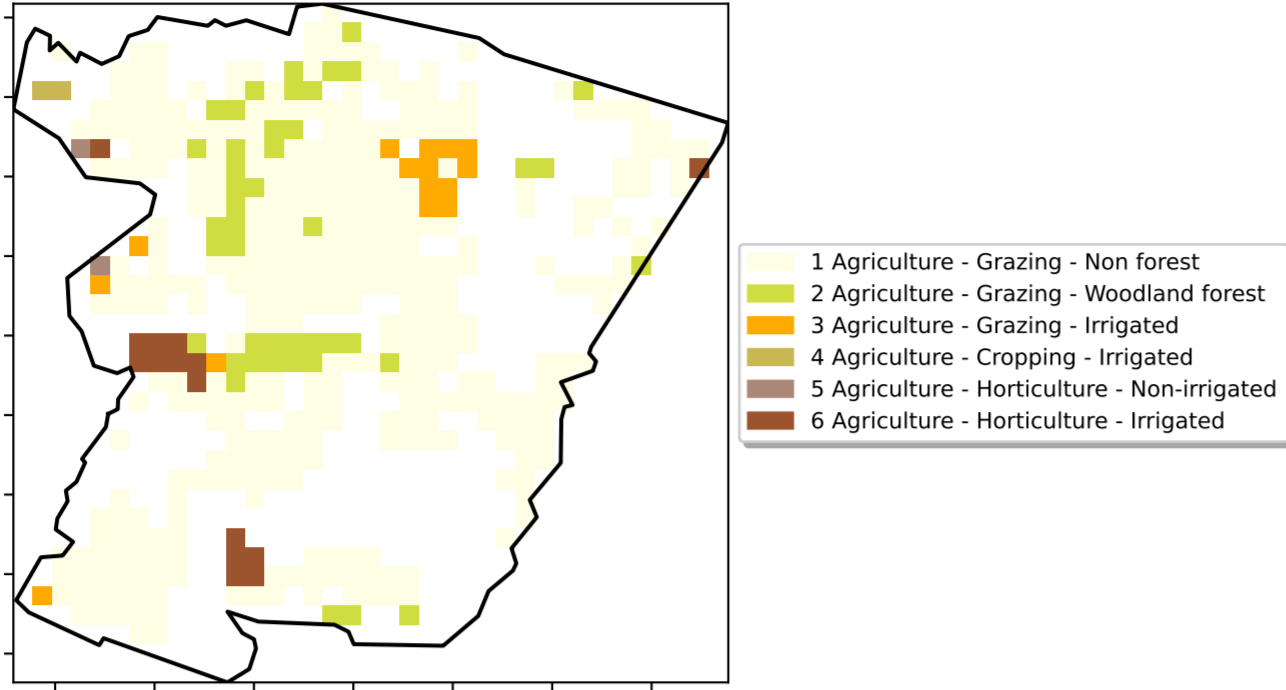 1 Agriculture - Grazing - Non forest
2 Agriculture - Grazing - Woodland forest
3 Agriculture - Grazing - Irrigated
4 Agriculture - Cropping - Irrigated
5 Agriculture - Horticulture - Non-irrigated
6 Agriculture - Horticulture - Irrigated